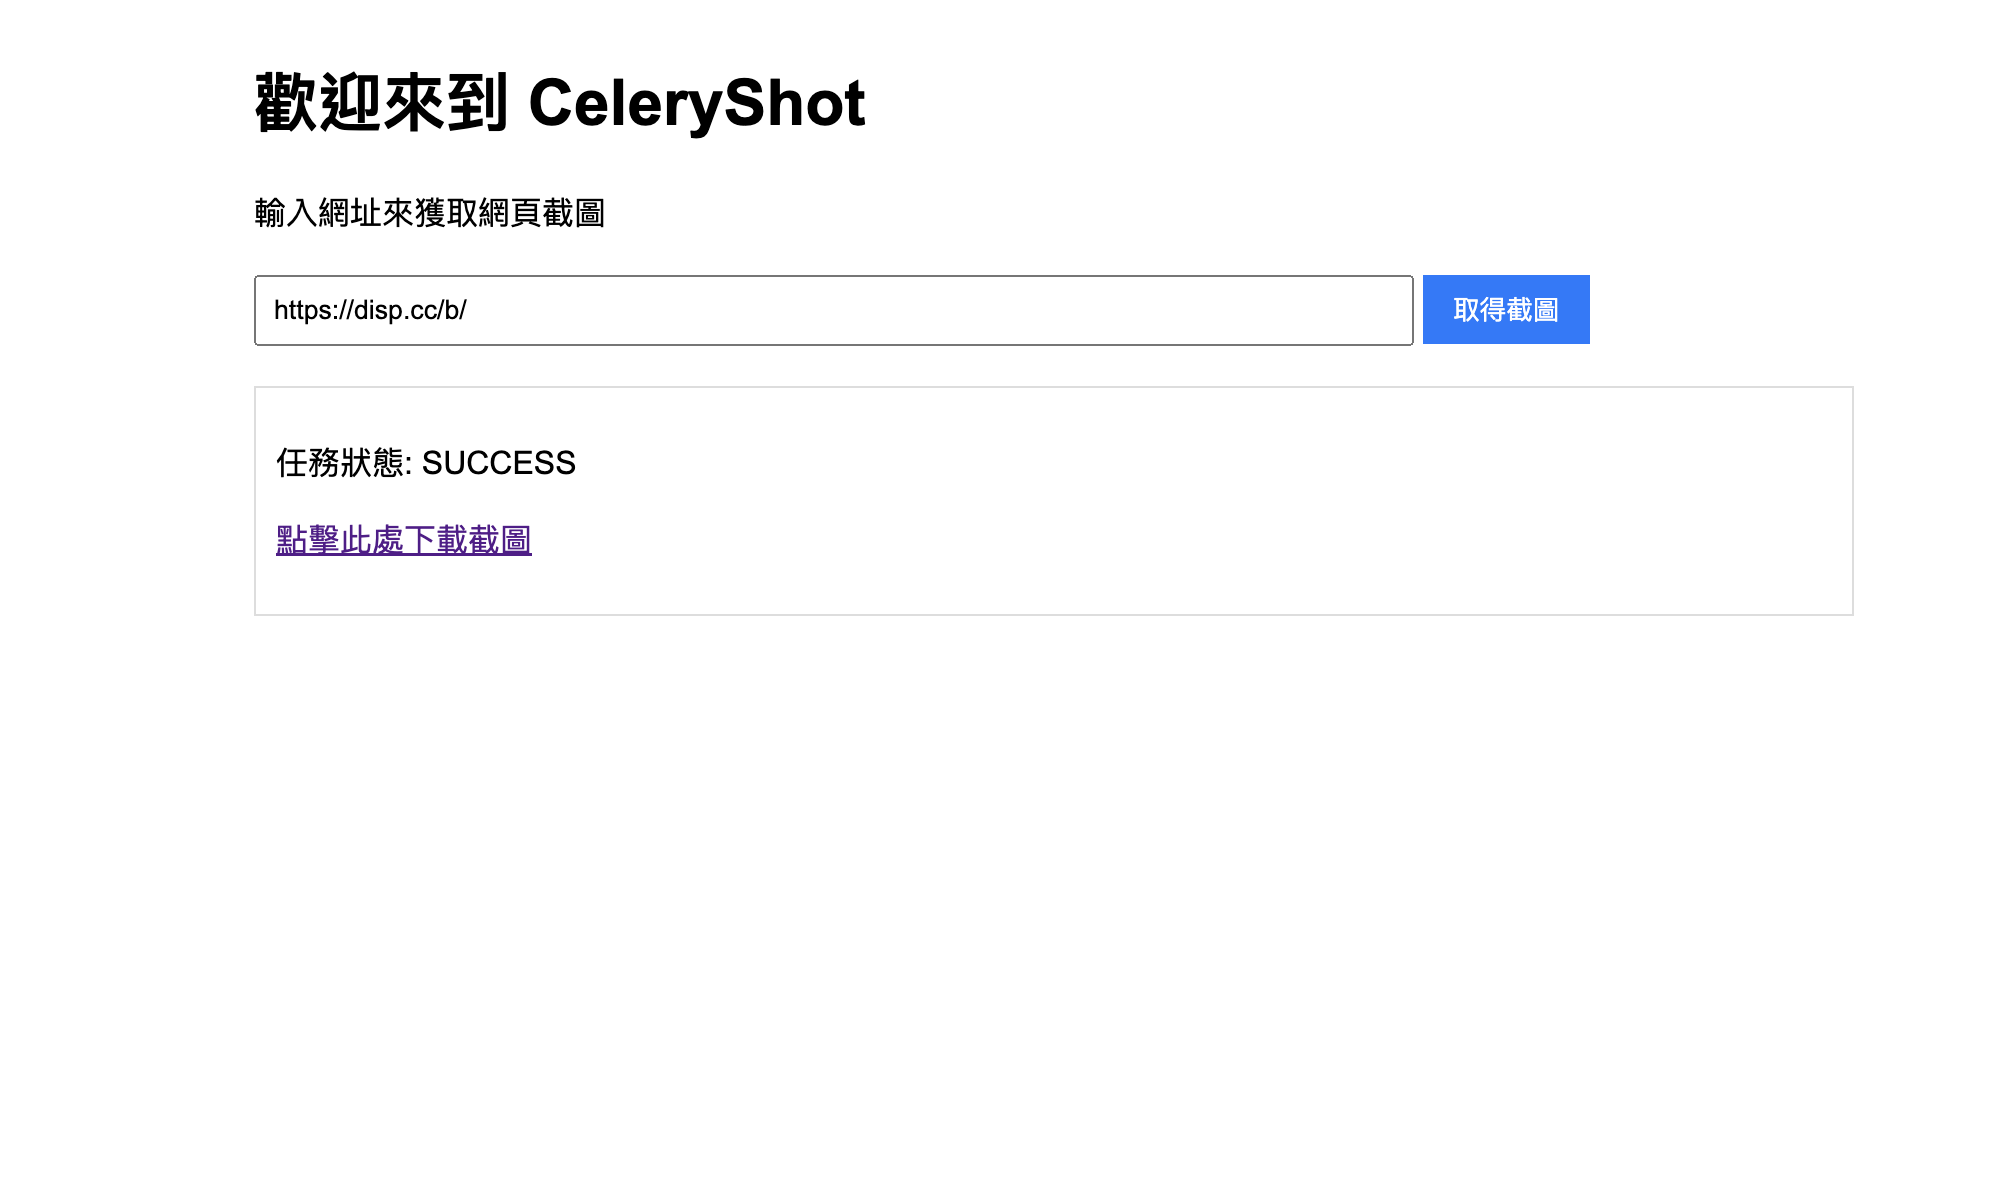 歡迎來到 CeleryShot
輸入網址來獲取網頁截圖
https://disp.cc/b/
取得截圖
任務狀態: SUCCESS
點擊此處下載截圖